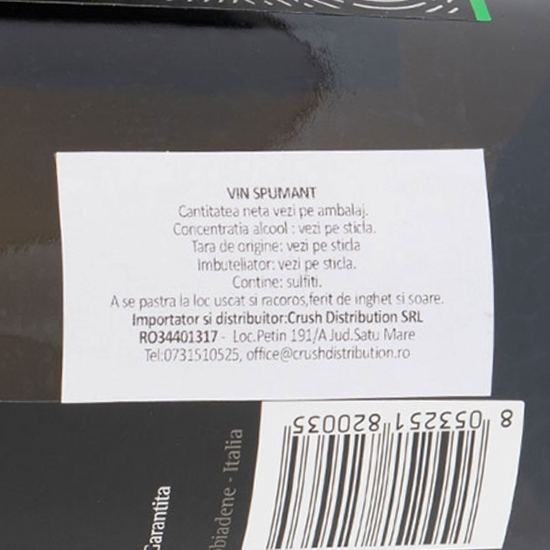 VIN SPUMANT
Cantitatea neta vezi pe ambalaj.
Concentratia alcool : vezi pe sticla.
Tara de origine: vezi pe sticla
Imbuteliator: vezi pe sticla.
Contine: sulfiti.
A se pastra la loc uscat si racoros,ferit de inghet si soare.
Importator si distribuitor:Crush Distribution SRL
RO34401317 - Loc.Petin 191/A Jud.Satu Mare
Tel:0731510525, office@crushdistribution.ro
8 053251 820035
Garantita
biadene - Italia